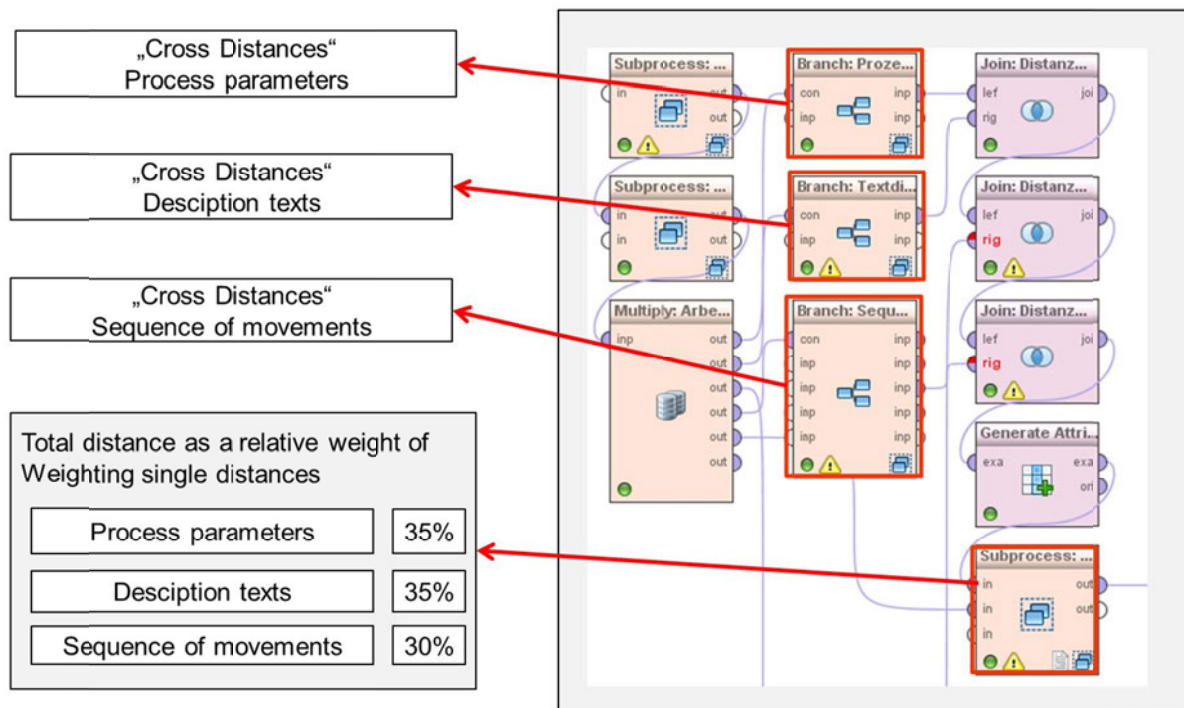 „Cross Distances“
Process parameters
„Cross Distances“
Desciption texts
„Cross Distances“
Sequence of movements
Total distance as a relative weight of
Weighting single distances
Process parameters 35%
Desciption texts 35%
Sequence of movements 30%
Subprocess: ...
in out
out
Subprocess: ...
in out
in out
Multiply: Arbe...
inp out
out
out
out
out
out
Branch: Proze...
con inp
inp inp
Branch: Textdi...
con inp
inp inp
Branch: Sequ...
con inp
inp inp
inp inp
inp inp
inp inp
Join: Distanz...
lef joi
rig
Join: Distanz...
lef joi
rig
Join: Distanz...
lef joi
rig
Generate Attri...
exa exa
ori
Subprocess: ...
in out
in out
in